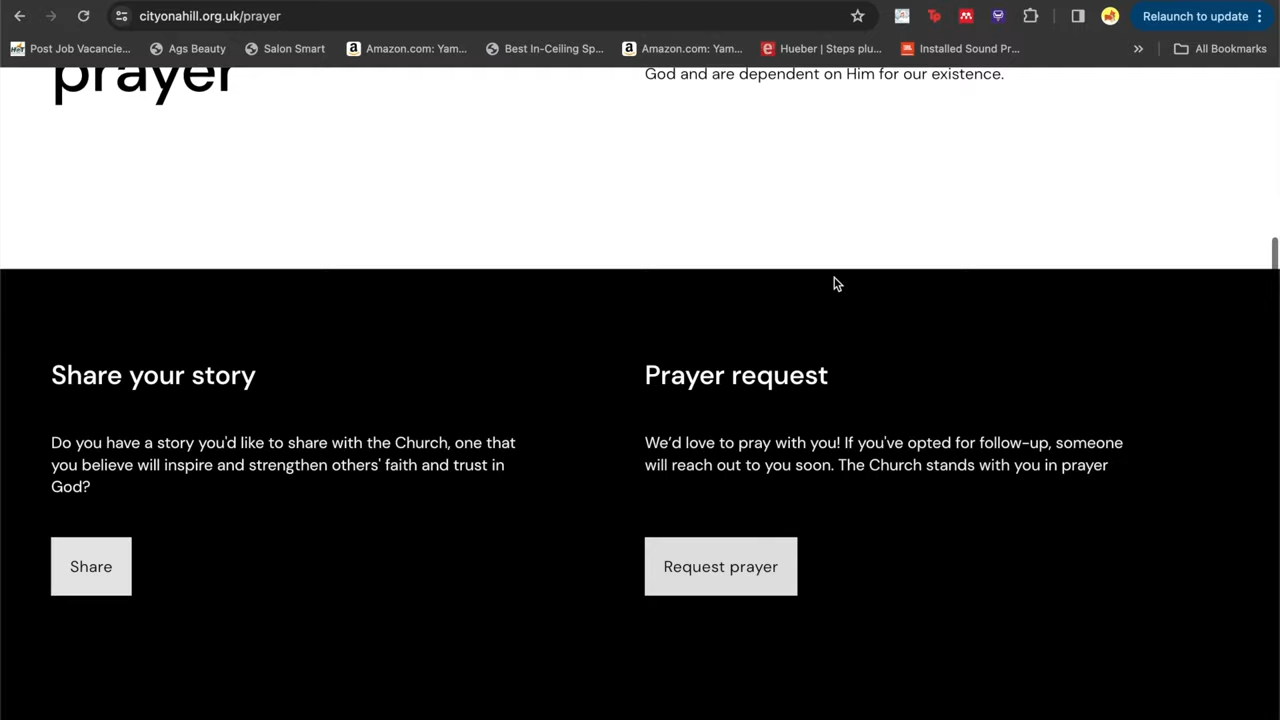 cityonahill.org.uk/prayer
Relaunch to update
Post Job Vacancie...
Ags Beauty
Salon Smart
Amazon.com: Yam...
Best In-Ceiling Sp...
Amazon.com: Yam...
Hueber | Steps plu...
Installed Sound Pr...
All Bookmarks
prayer
God and are dependent on Him for our existence.
Share your story
Do you have a story you'd like to share with the Church, one that
you believe will inspire and strengthen others' faith and trust in
God?
Share
Prayer request
We’d love to pray with you! If you've opted for follow-up, someone
will reach out to you soon. The Church stands with you in prayer
Request prayer